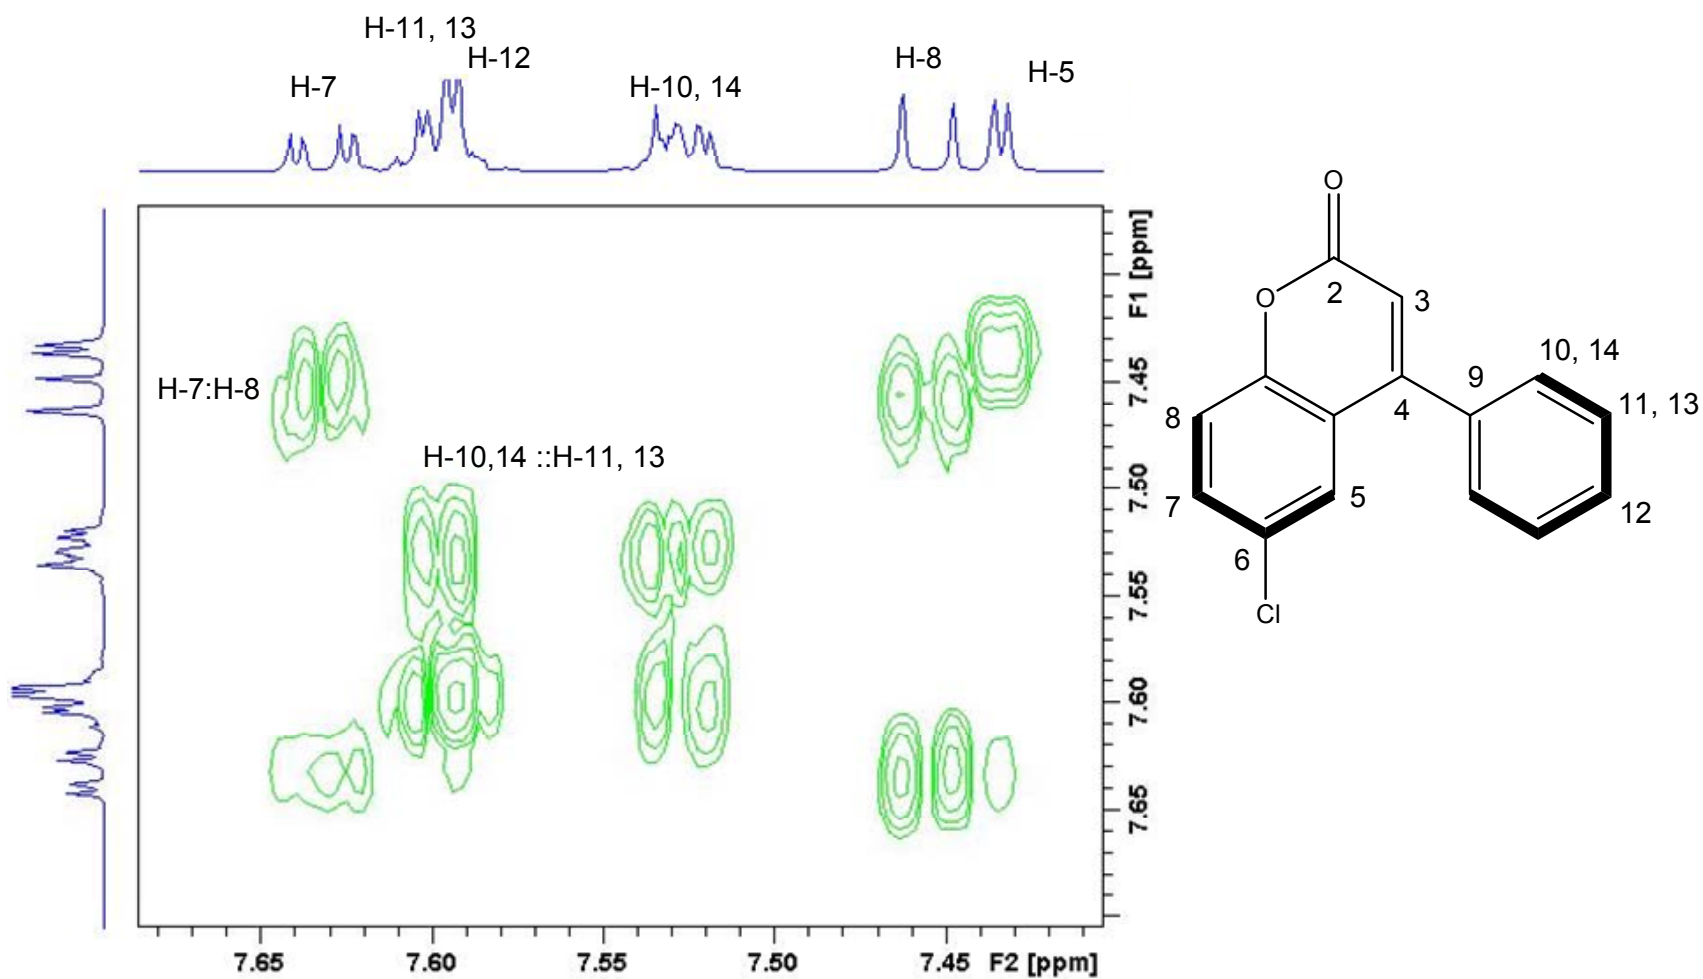 H-11, 13
H-12
H-7
H-10, 14
H-8
H-5
F1 [ppm]
7.45
7.50
7.55
7.60
7.65
H-7:H-8
H-10,14 ::H-11, 13
7.65
7.60
7.55
7.50
7.45
F2 [ppm]
O
O
2
3
10, 14
9
11, 13
4
8
7
5
12
6
Cl